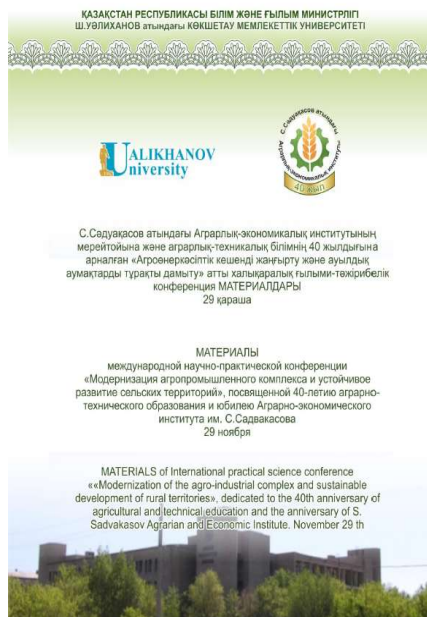 ҚАЗАҚСТАН РЕСПУБЛИКАСЫ БІЛІМ ЖӘНЕ ҒЫЛЫМ МИНИСТРЛІГІ
Ш.УӘЛИХАНОВ атындағы КӨКШЕТАУ МЕМЛЕКЕТТІК УНИВЕРСИТЕТІ
UALIKHANOV
University
С.Сәдуақасов атындағы
Аграрлық-экономикалық институты
40 жыл
С.Сәдуақасов атындағы Аграрлық-экономикалық институтының
мерейтойына және аграрлық-техникалық білімнің 40 жылдығына
арналған «Агроөнеркәсіптік кешенді жаңғырту және ауылдық
аумақтарды тұрақты дамыту» атты халықаралық ғылыми-тәжірибелік
конференция МАТЕРИАЛДАРЫ
29 қараша
МАТЕРИАЛЫ
международной научно-практической конференции
«Модернизация агропромышленного комплекса и устойчивое
развитие сельских территорий», посвященной 40-летию аграрно-
технического образования и юбилею Аграрно-экономического
института им. С.Садвакасова
29 ноября
MATERIALS of International practical science conference
««Modernization of the agro-industrial complex and sustainable
development of rural territories», dedicated to the 40th anniversary of
agricultural and technical education and the anniversary of S.
Sadvakasov Agrarian and Economic Institute. November 29 th